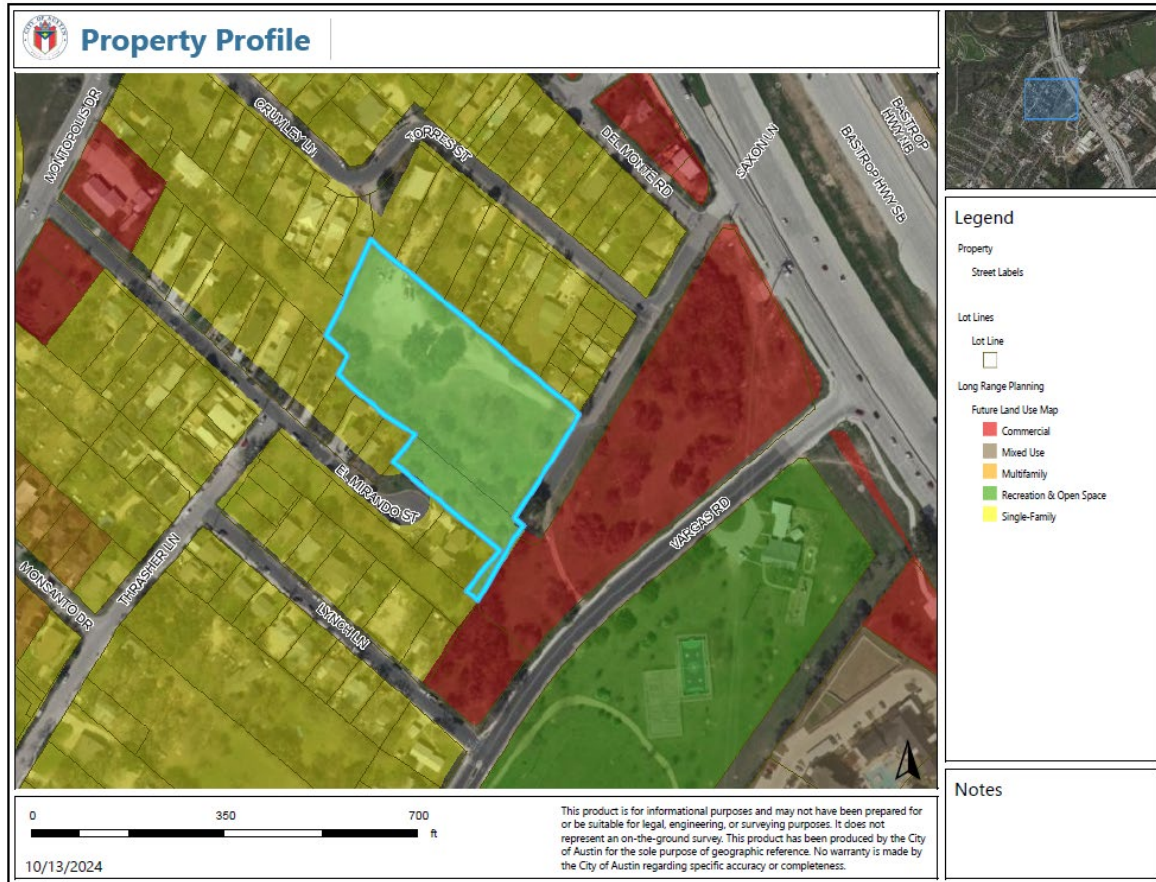 CITY OF AUSTIN
Property Profile
MONTOPOLIS DR
CRUMLEY LN
TORRES ST
DEL MONTE RD
SAXON LN
BASTROP HWY NB
BASTROP HWY SB
EL MIRANDO ST
VARGAS RD
THRASHER LN
MONSANTO DR
LYNCH LN
Legend
Property
Street Labels
Lot Lines
Lot Line
Long Range Planning
Future Land Use Map
Commercial
Mixed Use
Multifamily
Recreation & Open Space
Single-Family
Notes
0 350 700
ft
10/13/2024
This product is for informational purposes and may not have been prepared for
or be suitable for legal, engineering, or surveying purposes. It does not
represent an on-the-ground survey. This product has been produced by the City
of Austin for the sole purpose of geographic reference. No warranty is made by
the City of Austin regarding specific accuracy or completeness.